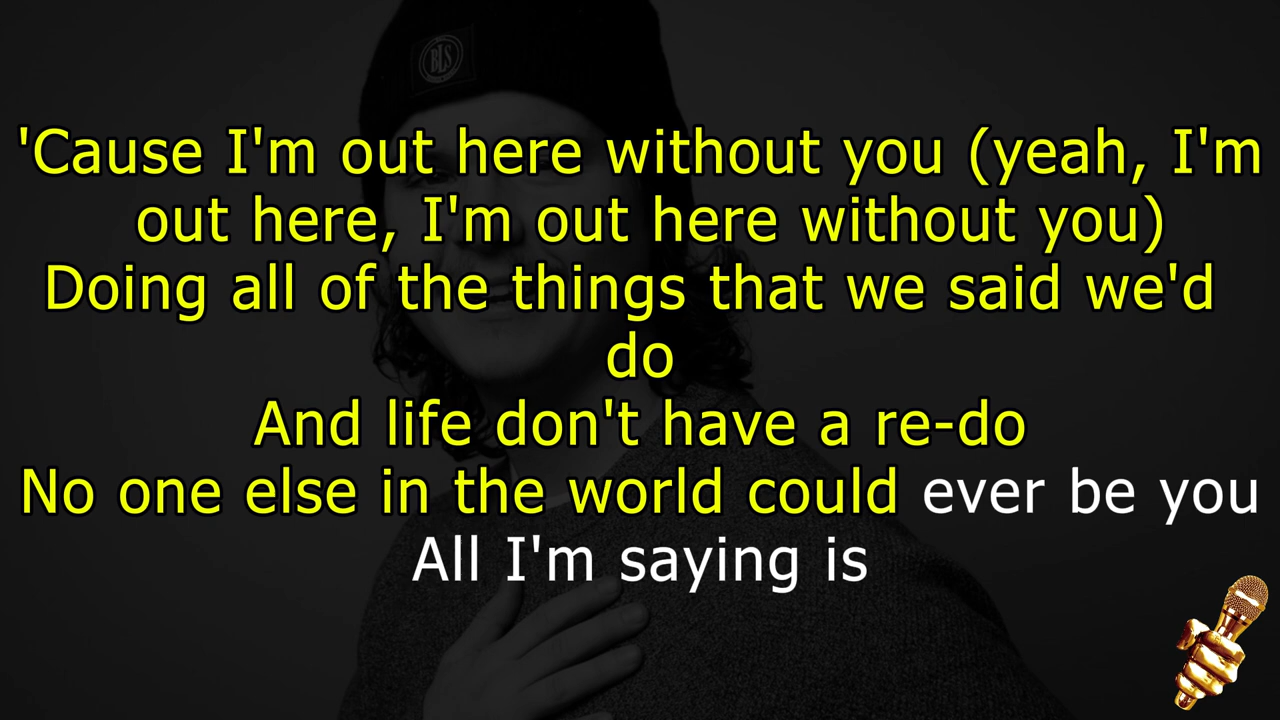 BLS
'Cause I'm out here without you (yeah, I'm
out here, I'm out here without you)
Doing all of the things that we said we'd
do
And life don't have a re-do
No one else in the world could ever be you
All I'm saying is